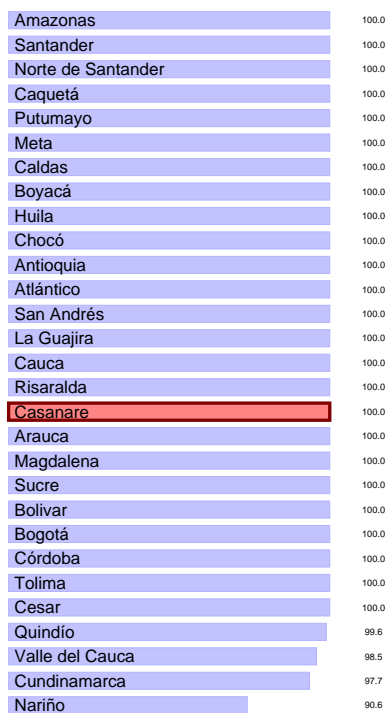 Amazonas 100.0
Santander 100.0
Norte de Santander 100.0
Caquetá 100.0
Putumayo 100.0
Meta 100.0
Caldas 100.0
Boyacá 100.0
Huila 100.0
Chocó 100.0
Antioquia 100.0
Atlántico 100.0
San Andrés 100.0
La Guajira 100.0
Cauca 100.0
Risaralda 100.0
Casanare 100.0
Arauca 100.0
Magdalena 100.0
Sucre 100.0
Bolivar 100.0
Bogotá 100.0
Córdoba 100.0
Tolima 100.0
Cesar 100.0
Quindío 99.6
Valle del Cauca 98.5
Cundinamarca 97.7
Nariño 90.6